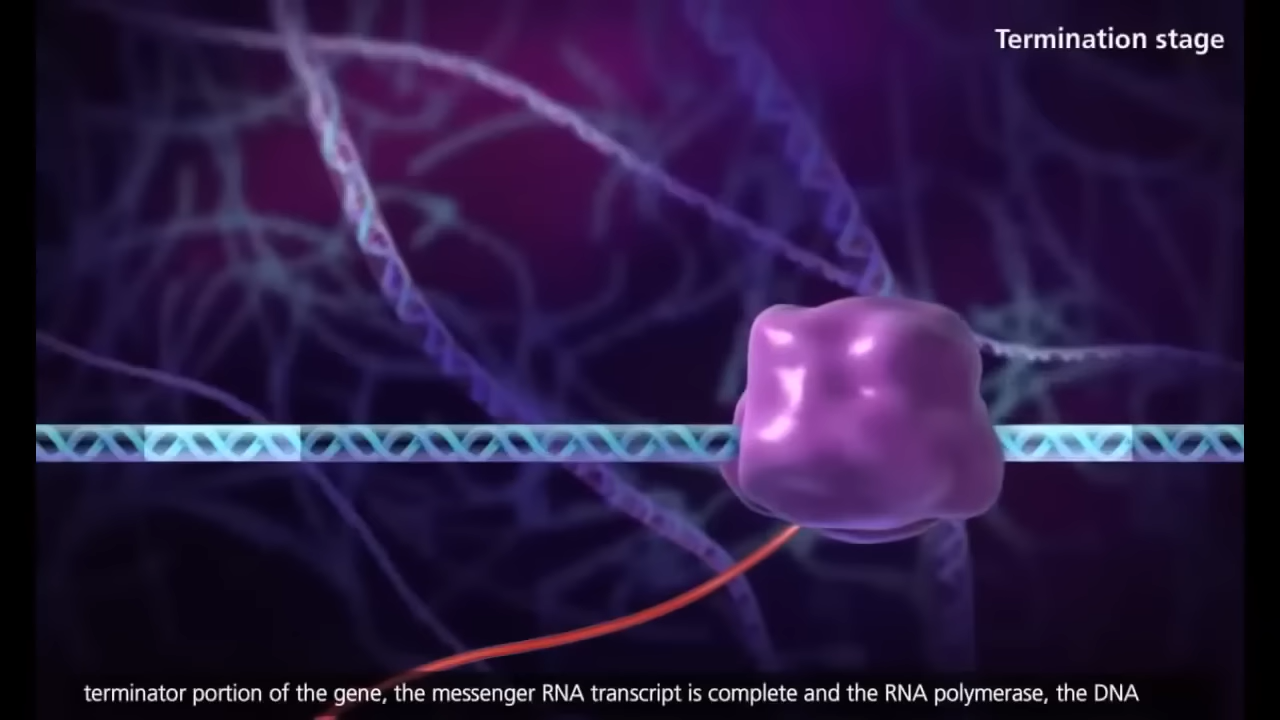 Termination stage
terminator portion of the gene, the messenger RNA transcript is complete and the RNA polymerase, the DNA